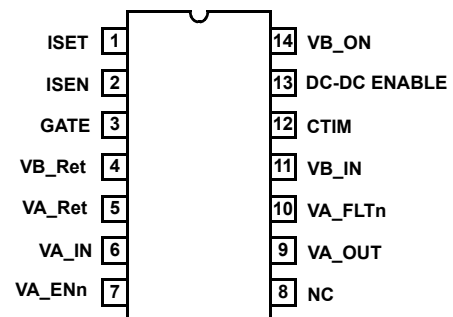 ISET 1 14 VB_ON
ISEN 2 13 DC-DC ENABLE
GATE 3 12 CTIM
VB_Ret 4 11 VB_IN
VA_Ret 5 10 VA_FLTn
VA_IN 6 9 VA_OUT
VA_ENn 7 8 NC